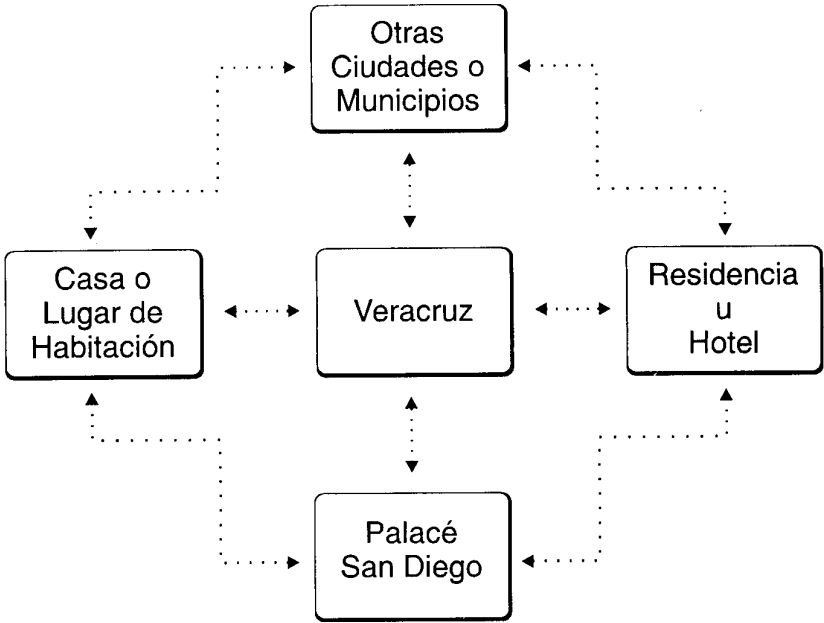 Otras
Ciudades o
Municipios
Casa o
Lugar de
Habitación
Veracruz
Residencia
u
Hotel
Palacé
San Diego